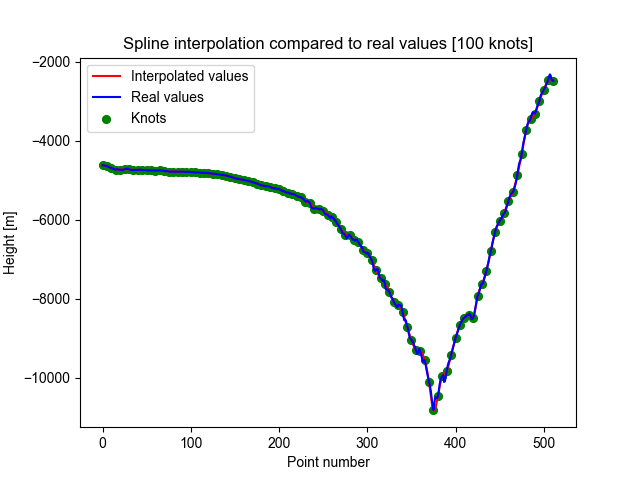 Spline interpolation compared to real values [100 knots]
Interpolated values
Real values
Knots
−2000
−4000
−6000
−8000
−10000
Height [m]
0 100 200 300 400 500
Point number